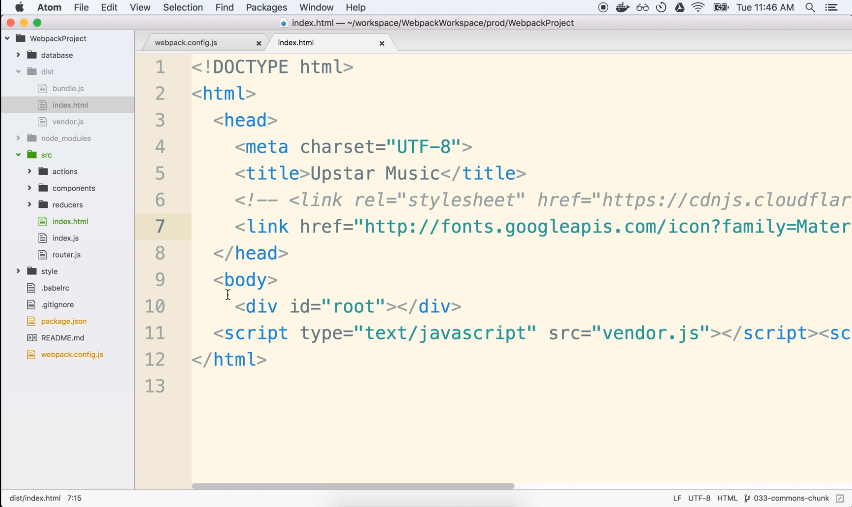 Atom File Edit View Selection Find Packages Window Help Tue 11:46 AM
index.html — ~/workspace/WebpackWorkspace/prod/WebpackProject
WebpackProject
database
dist
bundle.js
index.html
vendor.js
node_modules
src
actions
components
reducers
index.html
index.js
router.js
style
.babelrc
.gitignore
package.json
README.md
webpack.config.js
webpack.config.js index.html
1 <!DOCTYPE html>
2 <html>
3 <head>
4 <meta charset="UTF-8">
5 <title>Upstar Music</title>
6 <!-- <link rel="stylesheet" href="https://cdnjs.cloudflar
7 <link href="http://fonts.googleapis.com/icon?family=Mater
8 </head>
9 <body>
10 <div id="root"></div>
11 <script type="text/javascript" src="vendor.js"></script><sc
12 </html>
13
dist/index.html 7:15 LF UTF-8 HTML 033-commons-chunk